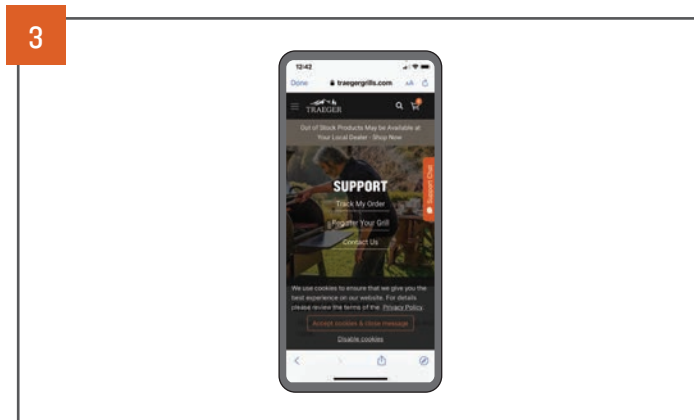 3
12:42
Done traegergrills.com AA
TRAEGER
Out of Stock Products May be Available at
Your Local Dealer - Shop Now
SUPPORT
Track My Order
Register Your Grill
Contact Us
Support Chat
We use cookies to ensure that we give you the
best experience on our website. For details
please review the terms of the Privacy Policy
Accept cookies & close message
Disable cookies